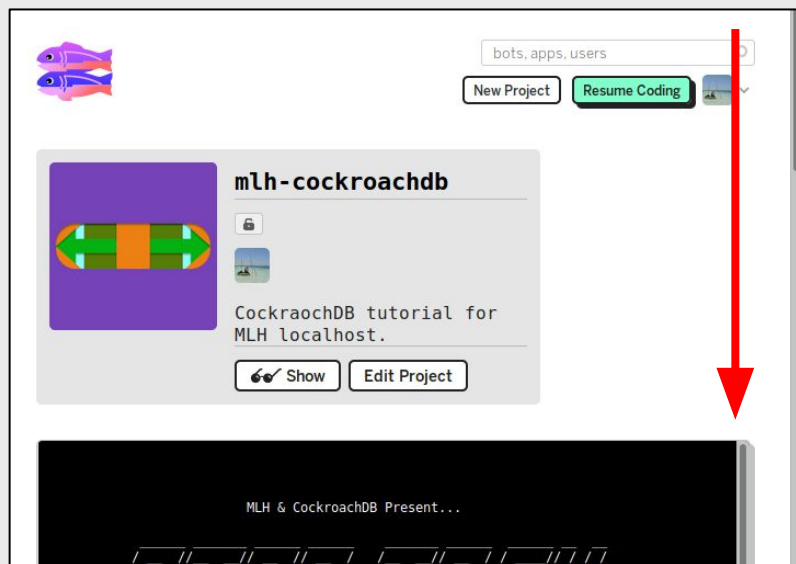 bots, apps, users
New Project
Resume Coding
mlh-cockroachdb
CockraochDB tutorial for
MLH localhost.
Show
Edit Project
MLH & CockroachDB Present...